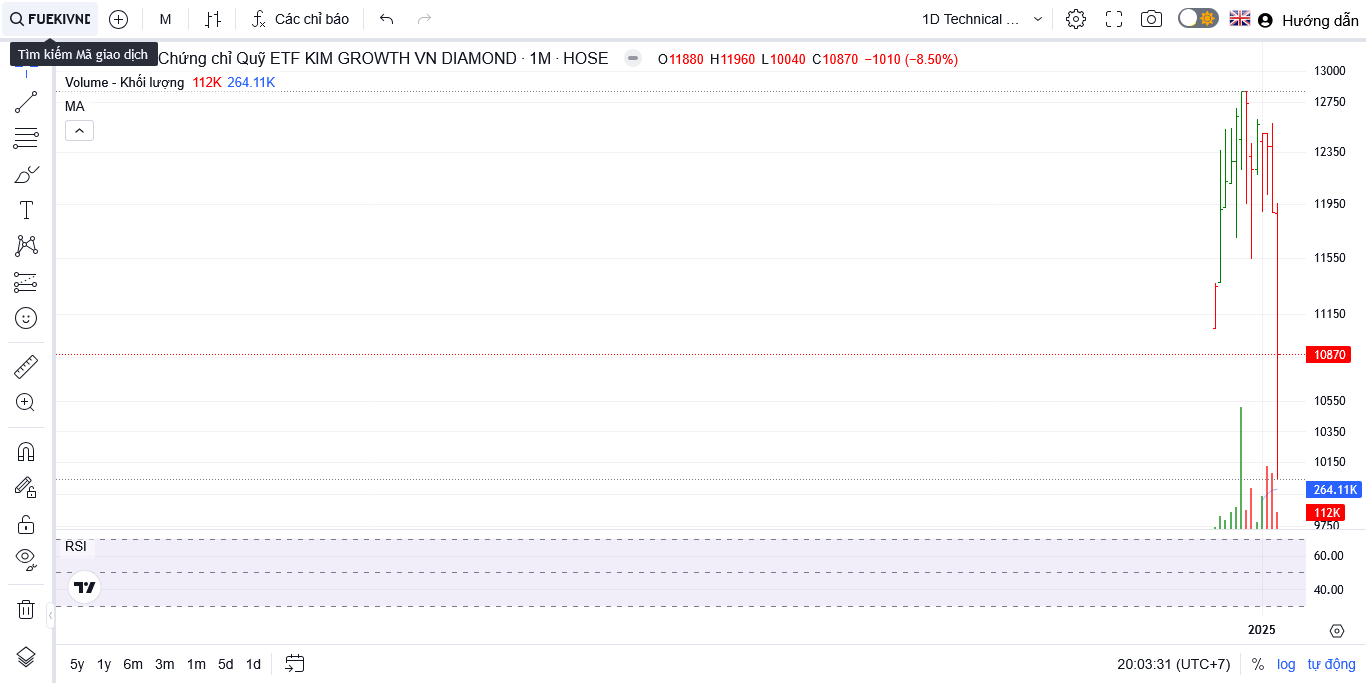 FUEKIVND M Các chỉ báo 1D Technical ... Hướng dẫn
Tìm kiếm Mã giao dịch
Chứng chỉ Quỹ ETF KIM GROWTH VN DIAMOND · 1M · HOSE O11880 H11960 L10040 C10870 −1010 (−8.50%)
Volume - Khối lượng 112K 264.11K
MA
13000
12750
12350
11950
11550
11150
10870
10550
10350
10150
264.11K
112K
9750
RSI
60.00
40.00
2025
5y 1y 6m 3m 1m 5d 1d 20:03:31 (UTC+7) % log tự động